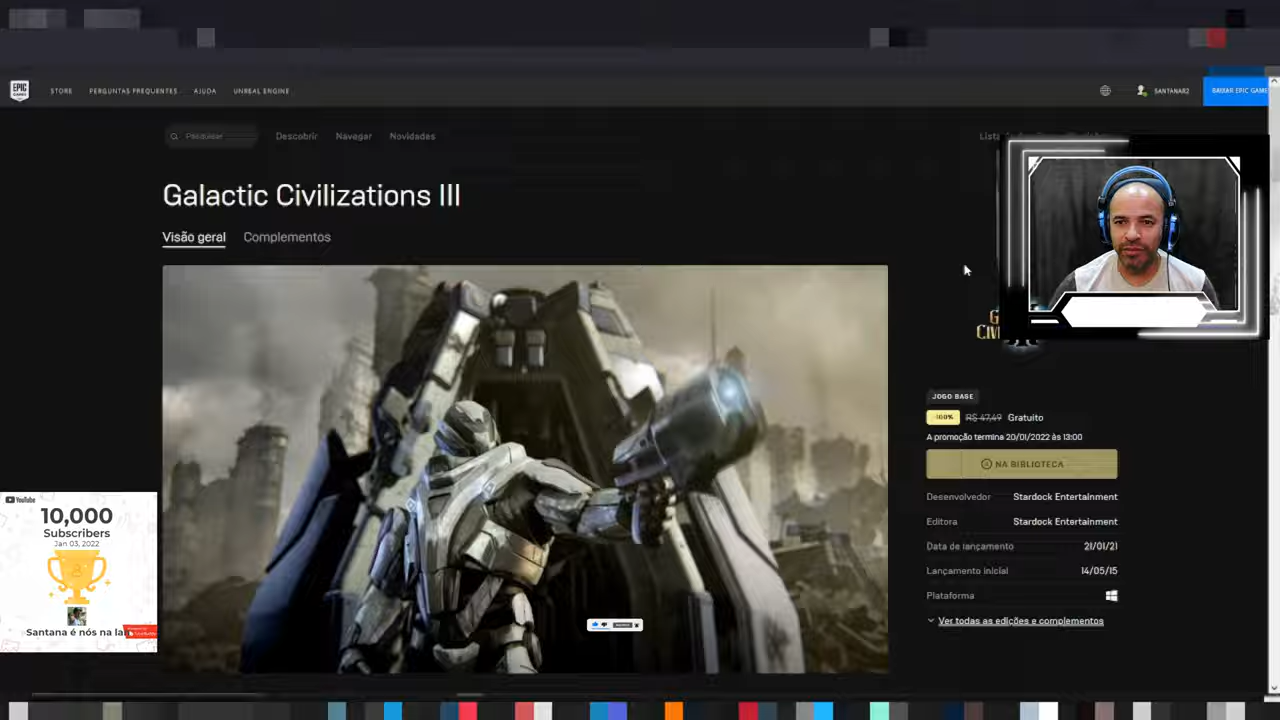 EPIC GAMES
STORE
PERGUNTAS FREQUENTES
AJUDA
UNREAL ENGINE
SANTANAR2
BAIXAR EPIC GAME
Pesquisar
Descobrir
Navegar
Novidades
Galactic Civilizations III
Visão geral
Complementos
JOGO BASE
-100% R$ 47,49 Gratuito
A promoção termina 20/01/2022 às 13:00
NA BIBLIOTECA
Desenvolvedor Stardock Entertainment
Editora Stardock Entertainment
Data de lançamento 21/01/21
Lançamento inicial 14/05/15
Plataforma
Ver todas as edições e complementos
YouTube
10,000
Subscribers
Jan 03, 2022
Santana é nós na